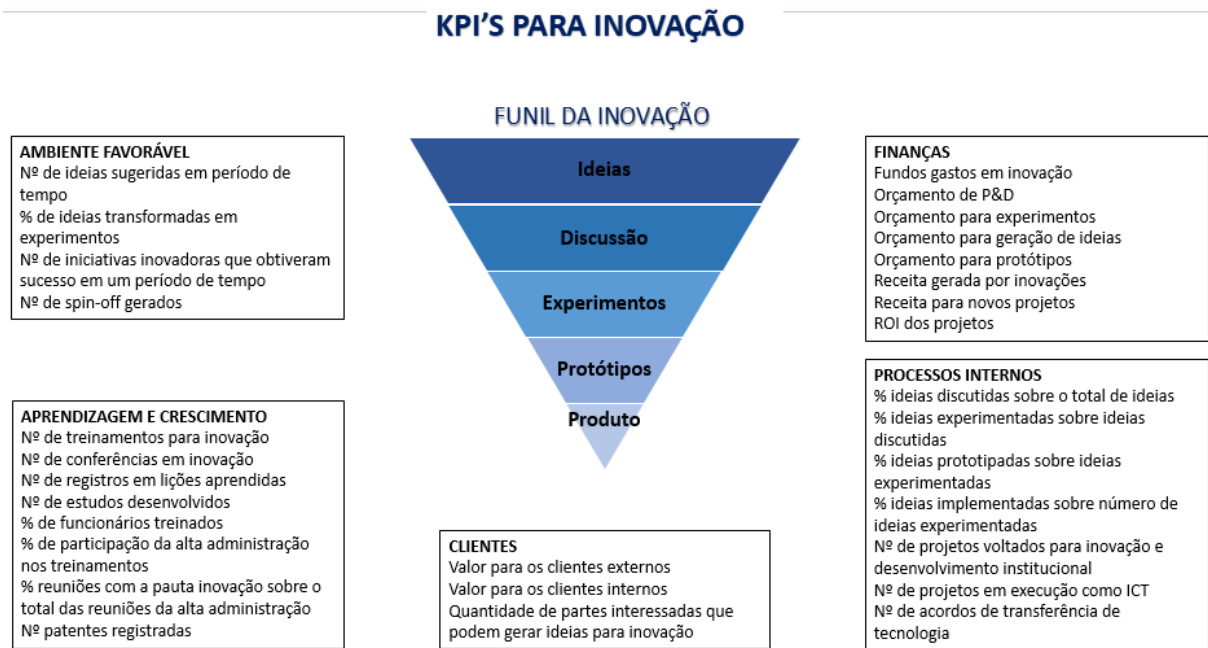 KPI'S PARA INOVAÇÃO
FUNIL DA INOVAÇÃO
Ideias
Discussão
Experimentos
Protótipos
Produto
AMBIENTE FAVORÁVEL
Nº de ideias sugeridas em período de
tempo
% de ideias transformadas em
experimentos
Nº de iniciativas inovadoras que obtiveram
sucesso em um período de tempo
Nº de spin-off gerados
APRENDIZAGEM E CRESCIMENTO
Nº de treinamentos para inovação
Nº de conferências em inovação
Nº de registros em lições aprendidas
Nº de estudos desenvolvidos
% de funcionários treinados
% de participação da alta administração
nos treinamentos
% reuniões com a pauta inovação sobre o
total das reuniões da alta administração
Nº patentes registradas
CLIENTES
Valor para os clientes externos
Valor para os clientes internos
Quantidade de partes interessadas que
podem gerar ideias para inovação
FINANÇAS
Fundos gastos em inovação
Orçamento de P&D
Orçamento para experimentos
Orçamento para geração de ideias
Orçamento para protótipos
Receita gerada por inovações
Receita para novos projetos
ROI dos projetos
PROCESSOS INTERNOS
% ideias discutidas sobre o total de ideias
% ideias experimentadas sobre ideias
discutidas
% ideias prototipadas sobre ideias
experimentadas
% ideias implementadas sobre número de
ideias experimentadas
Nº de projetos voltados para inovação e
desenvolvimento institucional
Nº de projetos em execução como ICT
Nº de acordos de transferência de
tecnologia